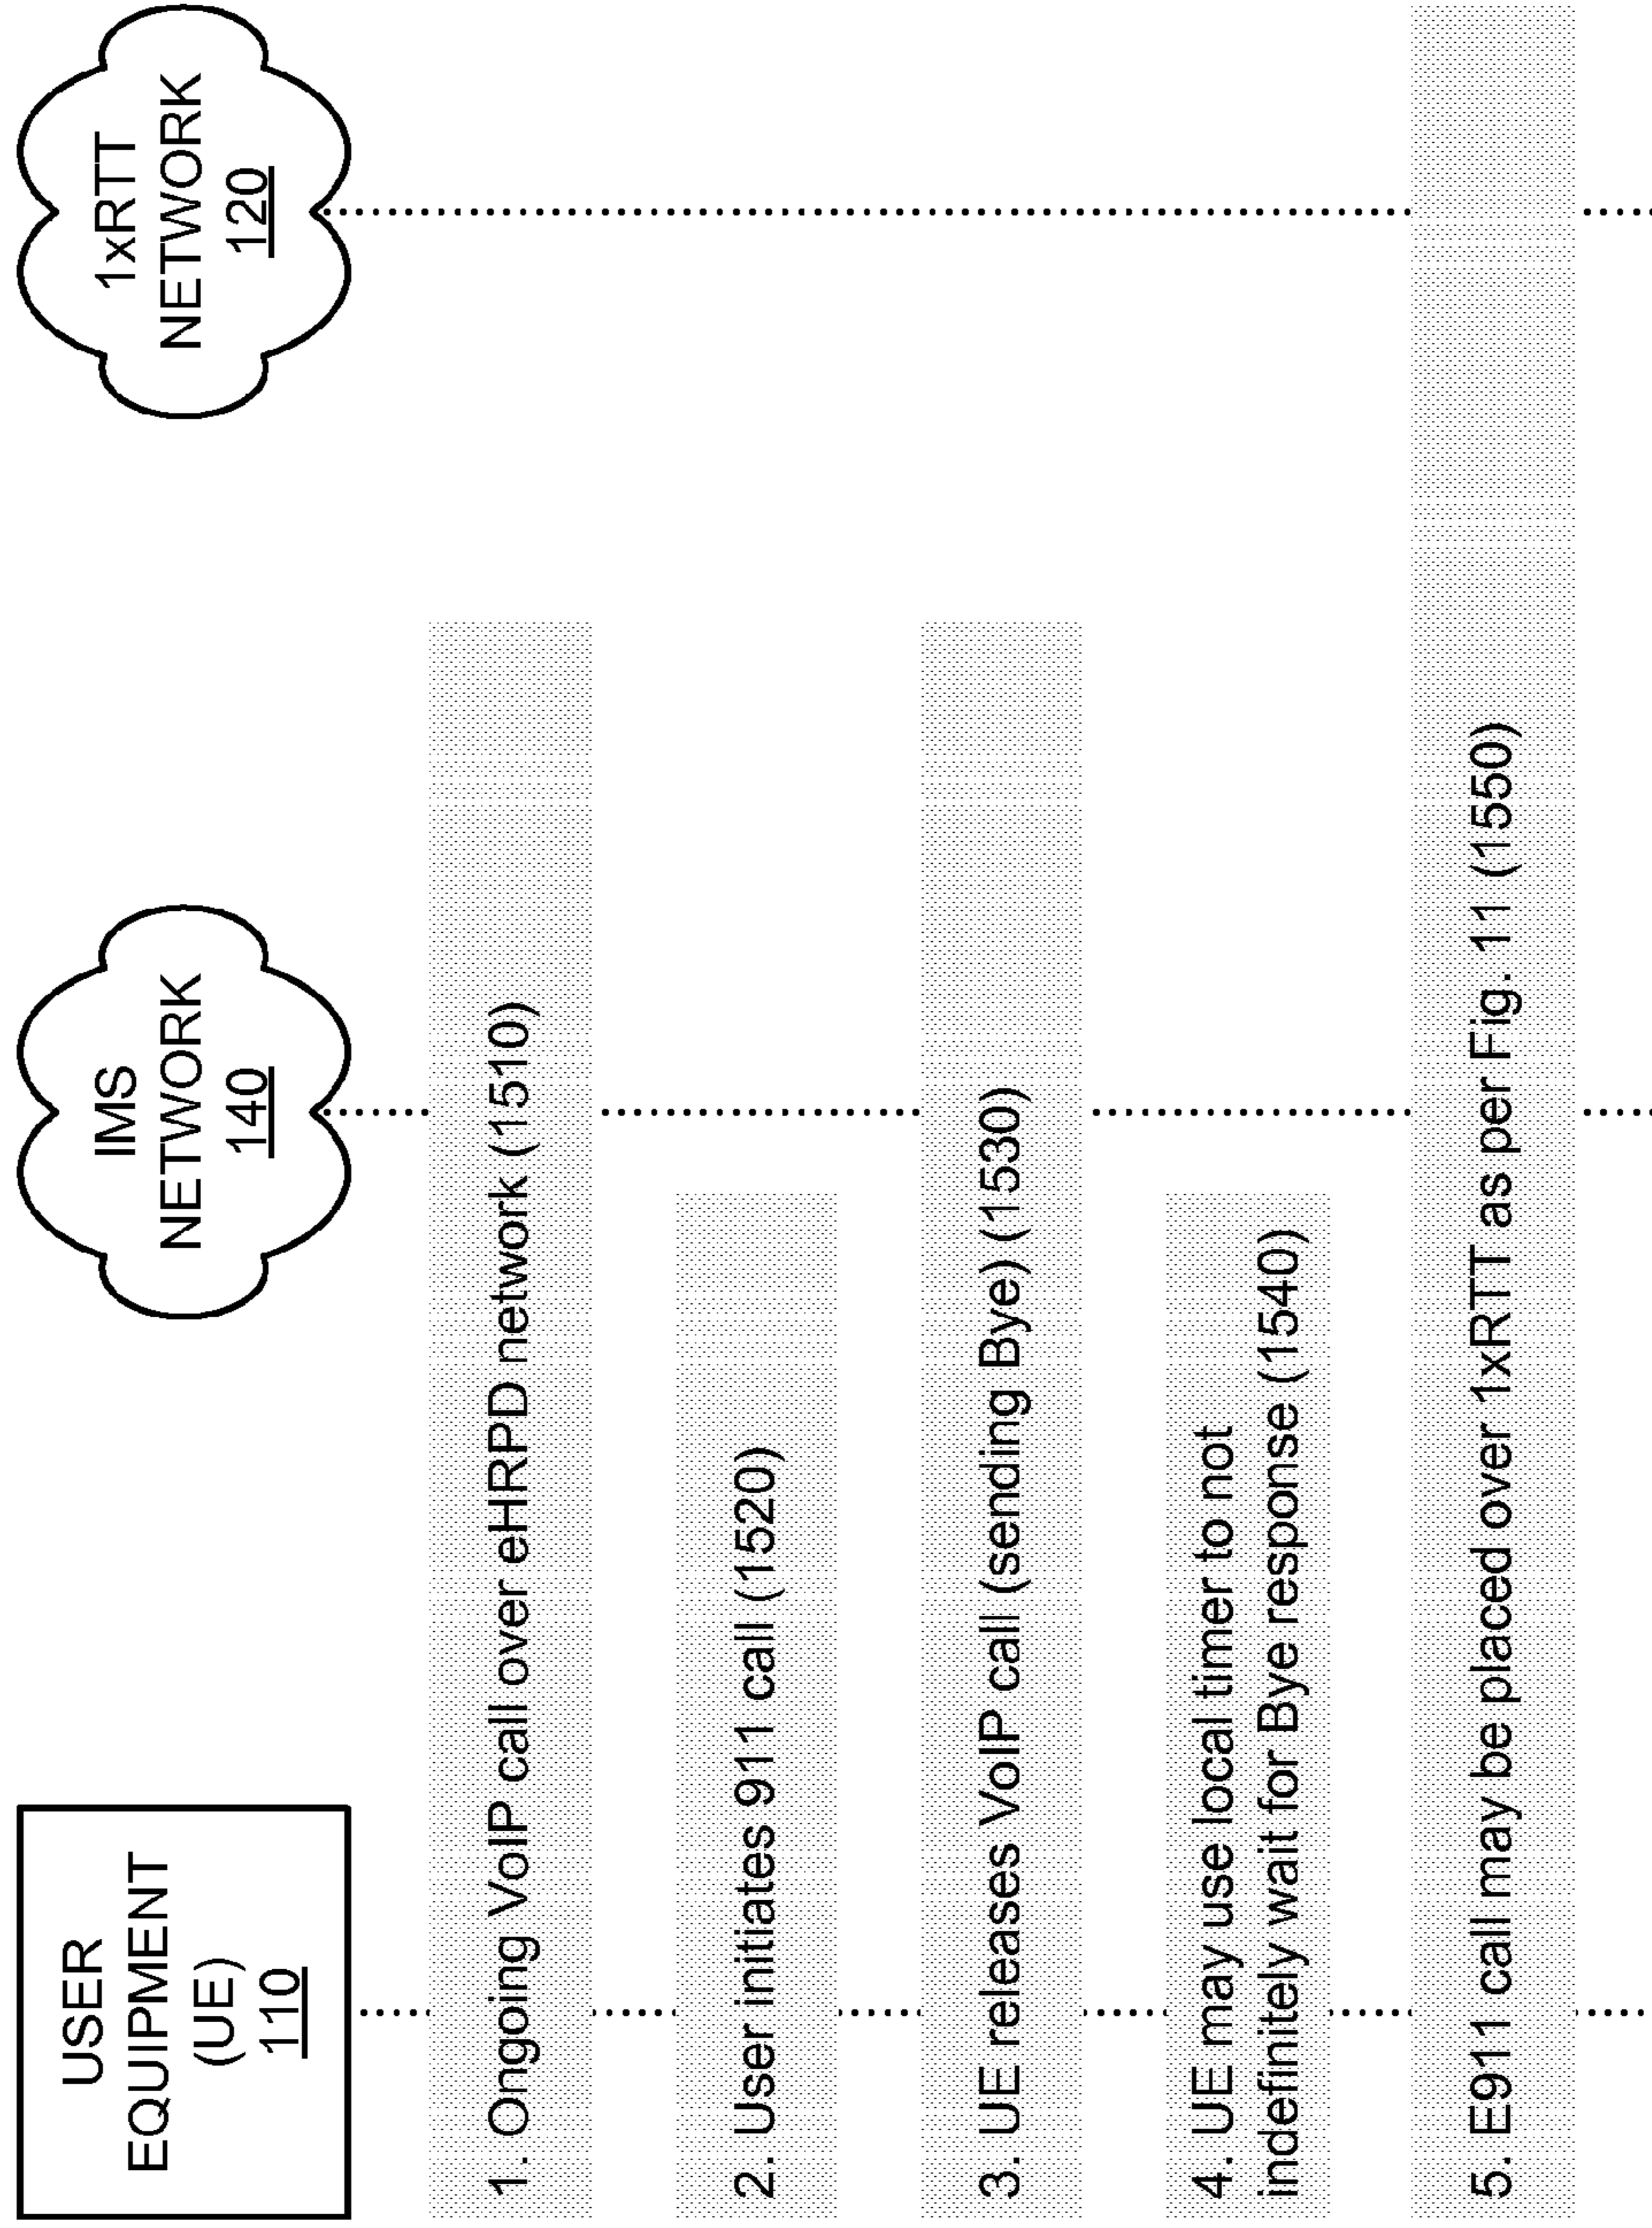 USER
EQUIPMENT
(UE)
110
IMS
NETWORK
140
1xRTT
NETWORK
120
1. Ongoing VoIP call over eHRPD network (1510)
2. User initiates 911 call (1520)
3. UE releases VoIP call (sending Bye) (1530)
4. UE may use local timer to not
indefinitely wait for Bye response (1540)
5. E911 call may be placed over 1xRTT as per Fig. 11 (1550)